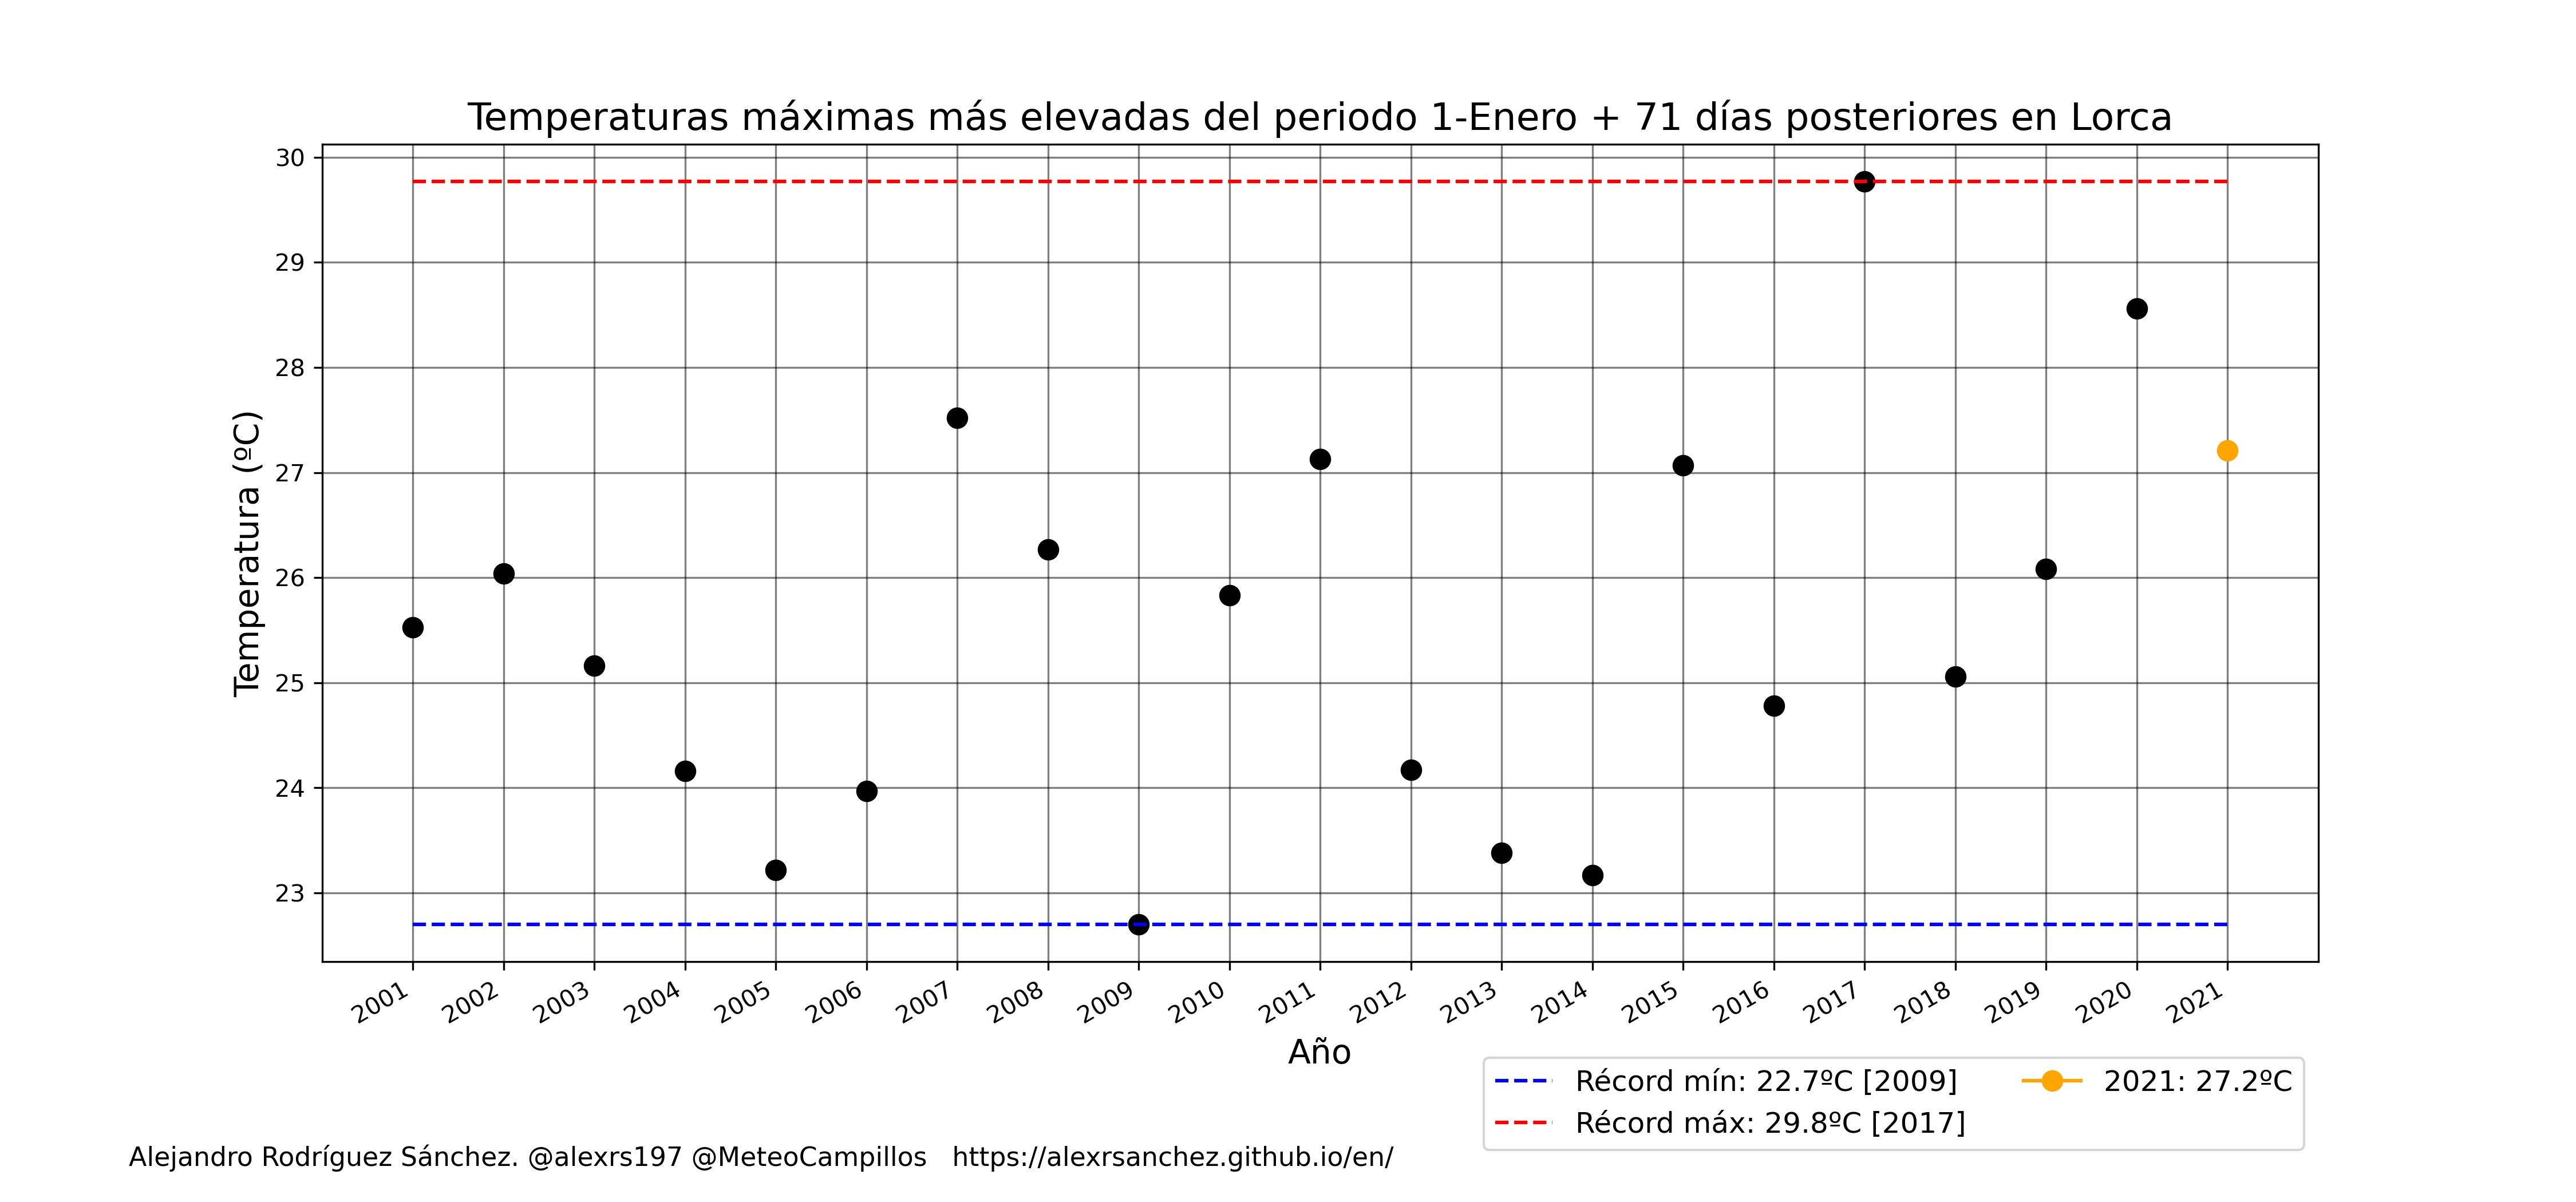 Temperaturas máximas más elevadas del periodo 1-Enero + 71 días posteriores en Lorca
Temperatura (ºC)
30
29
28
27
26
25
24
23
2001 2002 2003 2004 2005 2006 2007 2008 2009 2010 2011 2012 2013 2014 2015 2016 2017 2018 2019 2020 2021
Año
Récord mín: 22.7ºC [2009]
Récord máx: 29.8ºC [2017]
2021: 27.2ºC
Alejandro Rodríguez Sánchez. @alexrs197 @MeteoCampillos https://alexrsanchez.github.io/en/